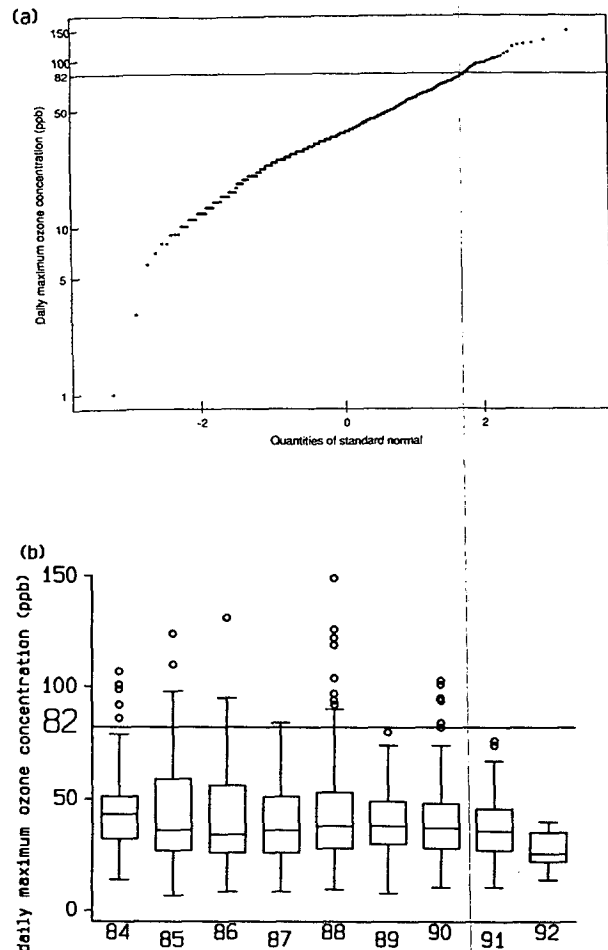 (a)
150
100
82
50
10
5
1
Daily maximum ozone concentration (ppb)
-2 0 2
Quantities of standard normal
(b)
150
100
82
50
0
daily maximum ozone concentration (ppb)
84 85 86 87 88 89 90 91 92